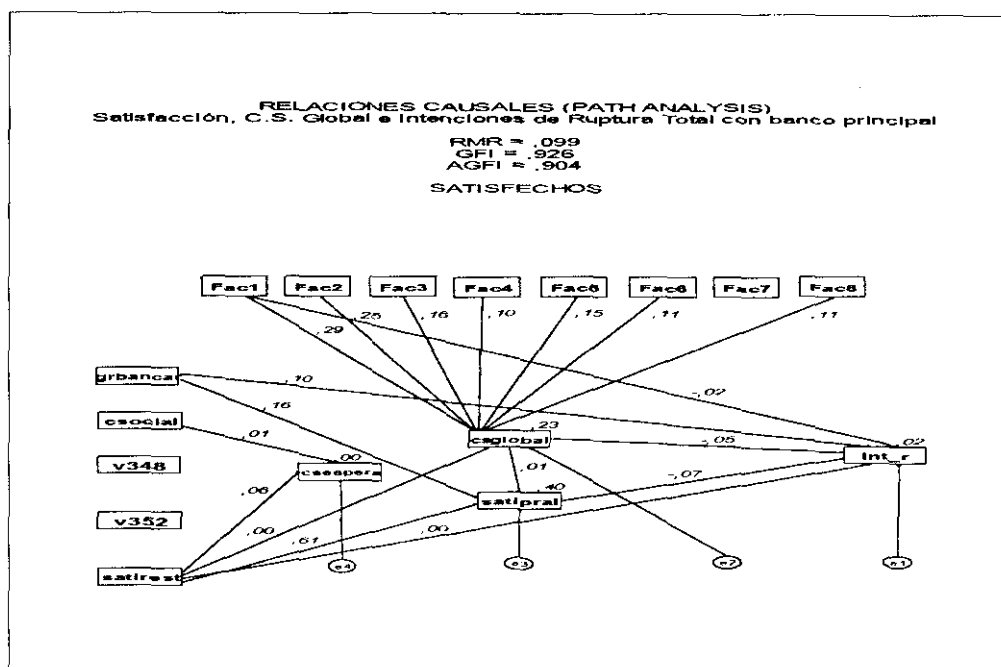 RELACIONES CAUSALES (PATH ANALYSIS)
Satisfacción, C.S. Global e Intenciones de Ruptura Total con banco principal
RMR = ,099
GFI = ,926
AGFI = ,904
SATISFECHOS
Fac1 Fac2 Fac3 Fac4 Fac5 Fac6 Fac7 Fac8
,29 ,25 ,16 ,10 ,15 ,11 ,11
grbancar ,10 -,02
,16
csocial ,01 csglobal ,23 -,05 ,02
v348 ,00 Int_r
csespera ,01 -,07
,06 ,40
satipral
v352 ,00 ,61 ,00
satirest e4 e3 e2 e1